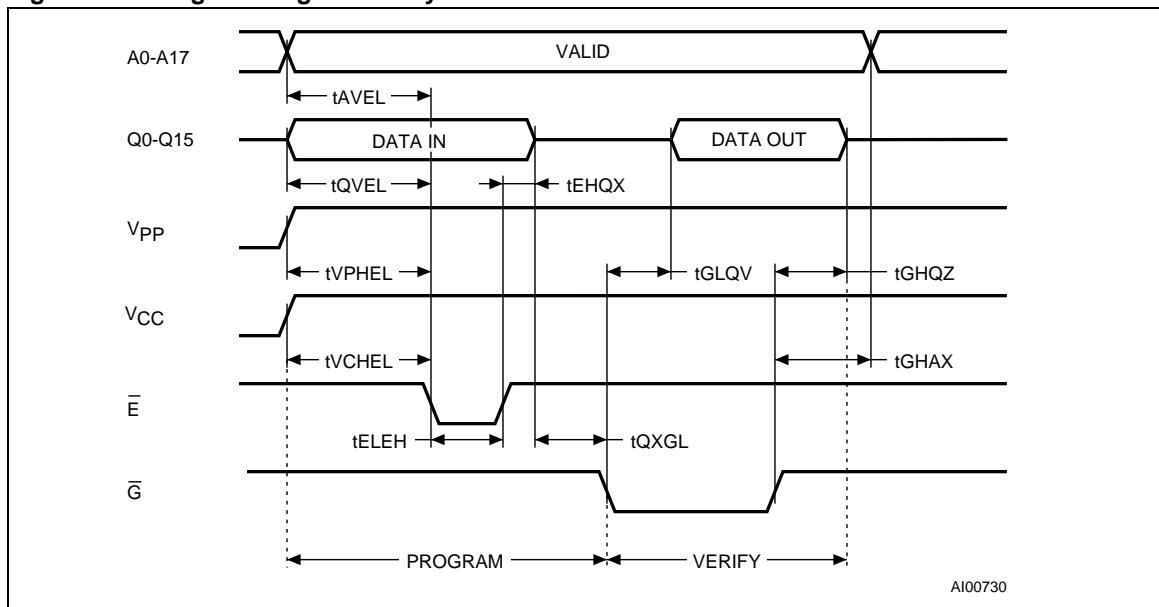 A0-A17
VALID
tAVEL
Q0-Q15
DATA IN
DATA OUT
tQVEL
tEHQX
VPP
tVPHEL
tGLQV
tGHQZ
VCC
tVCHEL
tGHAX
E̅
tELEH
tQXGL
G̅
PROGRAM
VERIFY
AI00730